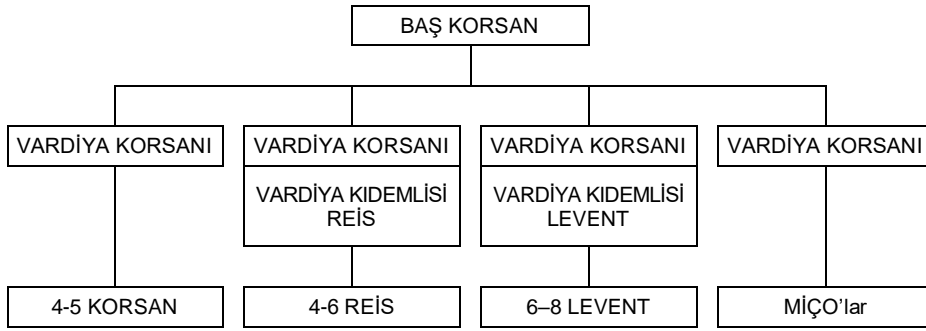 BAŞ KORSAN
VARDİYA KORSANI
VARDİYA KORSANI
VARDİYA KORSANI
VARDİYA KORSANI
VARDİYA KIDEMLİSİ
REİS
VARDİYA KIDEMLİSİ
LEVENT
4-5 KORSAN
4-6 REİS
6–8 LEVENT
MİÇO’lar